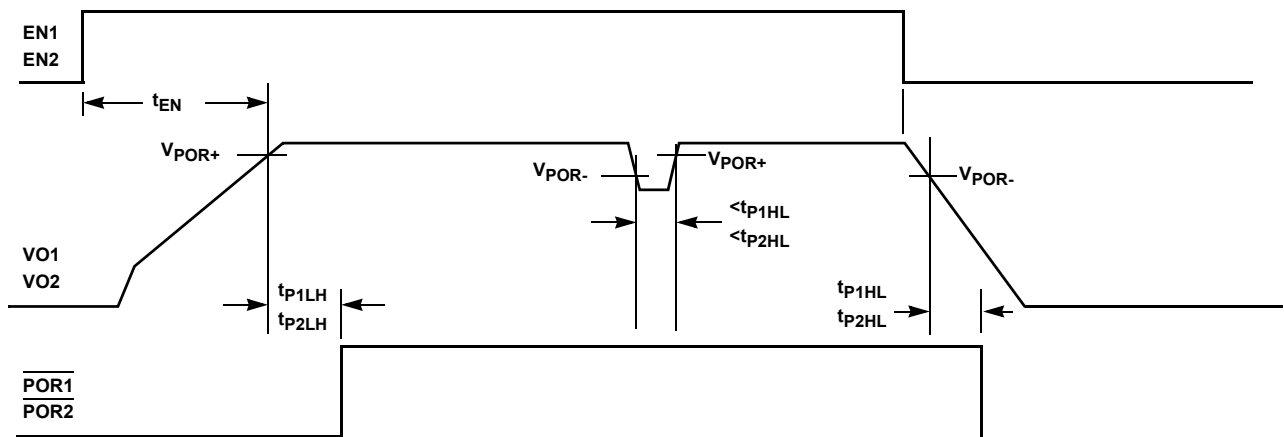 EN1
EN2
tEN
VPOR+
VPOR-
VPOR+
VPOR-
<tP1HL
<tP2HL
VO1
VO2
tP1LH
tP2LH
tP1HL
tP2HL
POR1
POR2